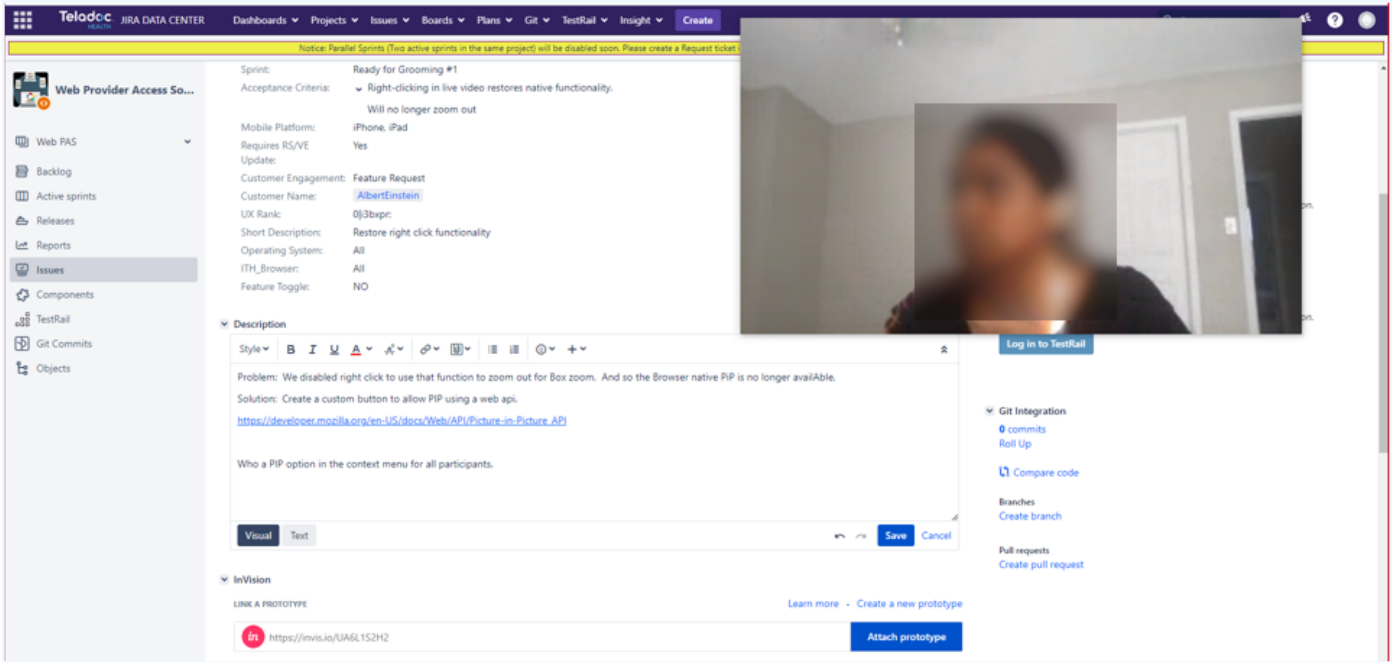 Teladoc HEALTH JIRA DATA CENTER Dashboards Projects Issues Boards Plans Git TestRail Insight Create
Notice: Parallel Sprints (Two active sprints in the same project) will be disabled soon. Please create a Request ticket
Web Provider Access So...
Web PAS
Backlog
Active sprints
Releases
Reports
Issues
Components
TestRail
Git Commits
Objects
Sprint: Ready for Grooming #1
Acceptance Criteria: Right-clicking in live video restores native functionality.
Will no longer zoom out
Mobile Platform: iPhone, iPad
Requires RS/VE Update: Yes
Customer Engagement: Feature Request
Customer Name: AlbertEinstein
UX Rank: 0|i3bxpr:
Short Description: Restore right click functionality
Operating System: All
ITH_Browser: All
Feature Toggle: NO
Description
Style B I U A
Problem: We disabled right click to use that function to zoom out for Box zoom. And so the Browser native PiP is no longer availAble.
Solution: Create a custom button to allow PIP using a web api.
https://developer.mozilla.org/en-US/docs/Web/API/Picture-in-Picture_API
Who a PIP option in the context menu for all participants.
Visual Text Save Cancel
InVision
LINK A PROTOTYPE Learn more - Create a new prototype
in https://invis.io/UA6L1S2H2 Attach prototype
on.
on.
Log in to TestRail
Git Integration
0 commits
Roll Up
Compare code
Branches
Create branch
Pull requests
Create pull request